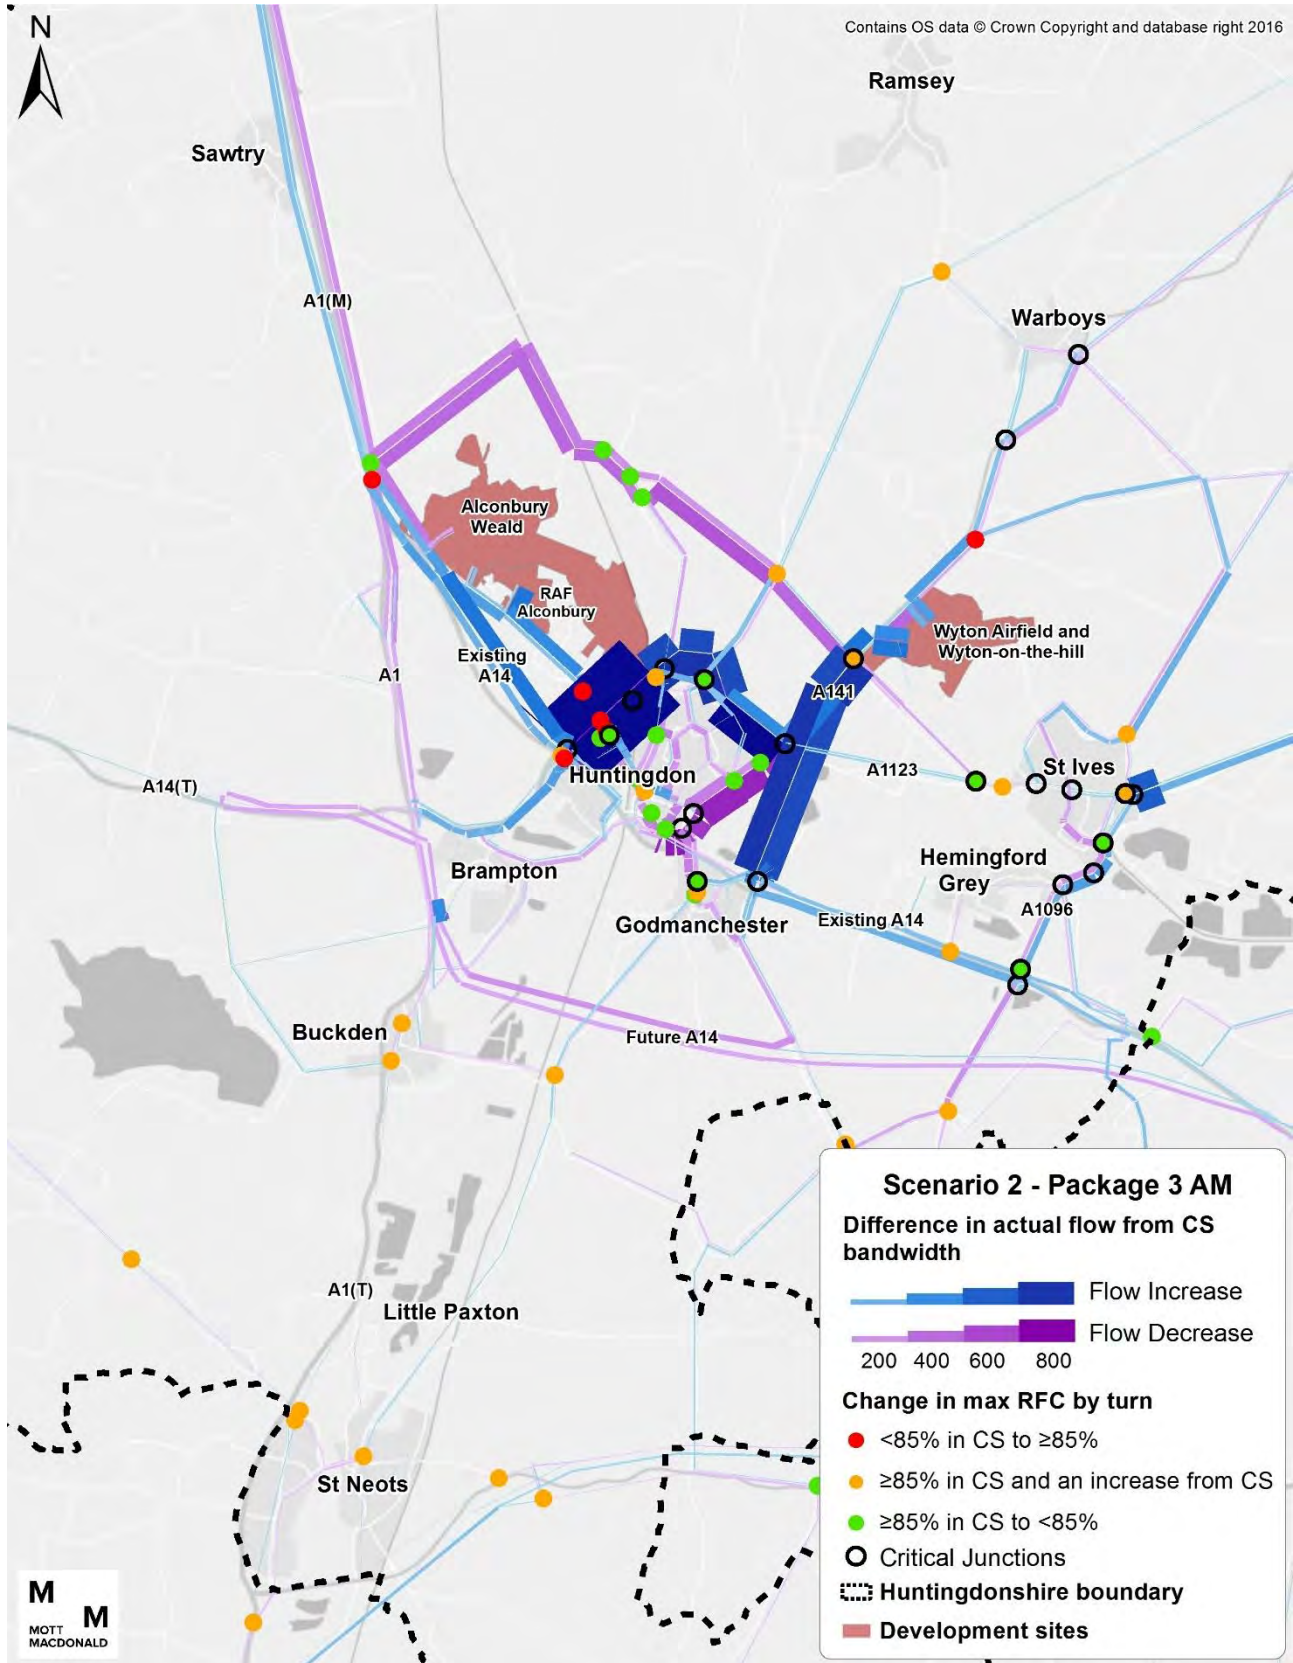 N
Contains OS data © Crown Copyright and database right 2016
Ramsey
Sawtry
A1(M)
Warboys
Alconbury
Weald
RAF
Alconbury
Wyton Airfield and
Wyton-on-the-hill
Existing
A14
A1
A141
A14(T)
Huntingdon
A1123
St Ives
Brampton
Hemingford
Grey
A1096
Godmanchester
Existing A14
Buckden
Future A14
A1(T)
Little Paxton
St Neots
Scenario 2 - Package 3 AM
Difference in actual flow from CS
bandwidth
Flow Increase
Flow Decrease
200 400 600 800
Change in max RFC by turn
<85% in CS to ≥85%
≥85% in CS and an increase from CS
≥85% in CS to <85%
Critical Junctions
Huntingdonshire boundary
Development sites
M
M
MOTT
MACDONALD